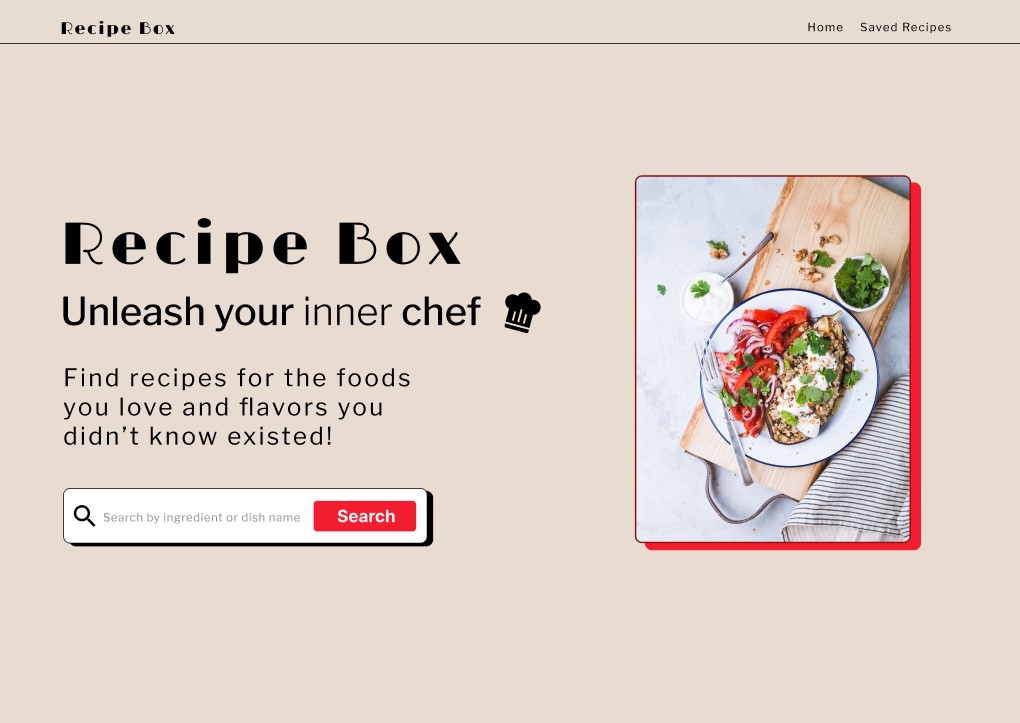 Recipe Box
Home Saved Recipes
Recipe Box
Unleash your inner chef
Find recipes for the foods
you love and flavors you
didn’t know existed!
Search by ingredient or dish name Search